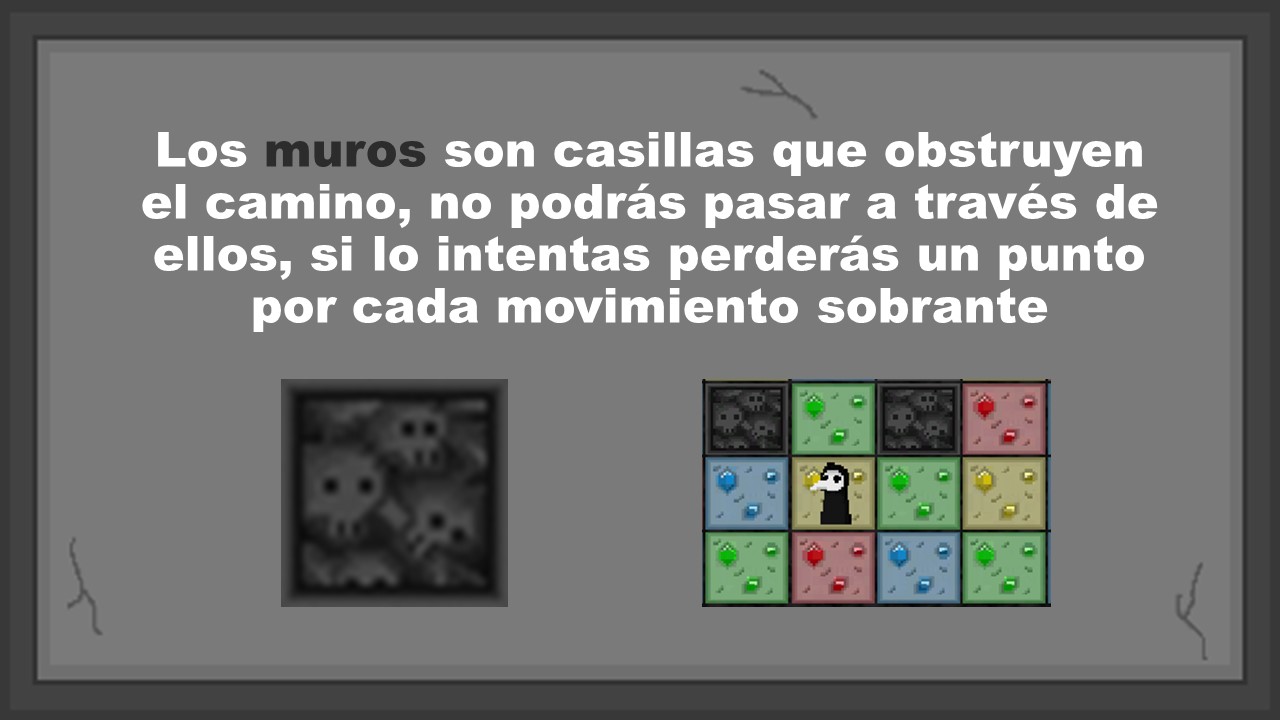 Los muros son casillas que obstruyen
el camino, no podrás pasar a través de
ellos, si lo intentas perderás un punto
por cada movimiento sobrante